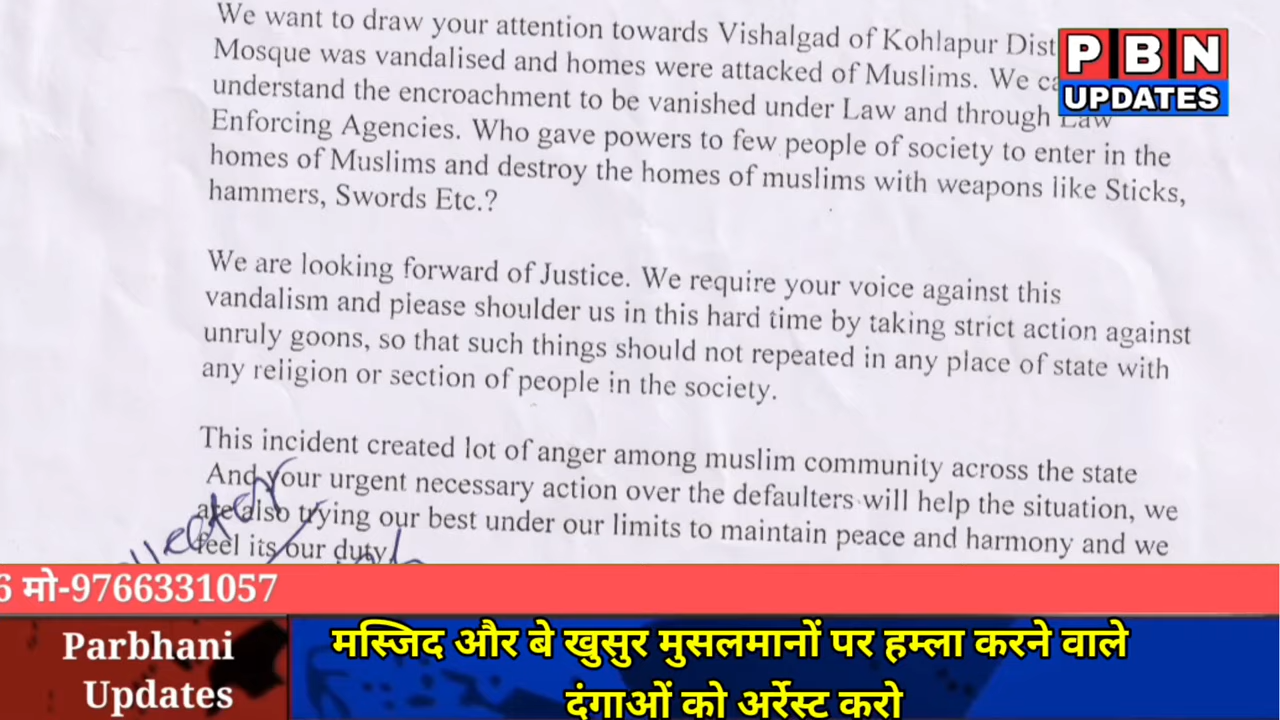 We want to draw your attention towards Vishalgad of Kohlapur Dist
Mosque was vandalised and homes were attacked of Muslims. We
understand the encroachment to be vanished under Law and through Law
Enforcing Agencies. Who gave powers to few people of society to enter in the
homes of Muslims and destroy the homes of muslims with weapons like Sticks,
hammers, Swords Etc.?
We are looking forward of Justice. We require your voice against this
vandalism and please shoulder us in this hard time by taking strict action against
unruly goons, so that such things should not repeated in any place of state with
any religion or section of people in the society.
This incident created lot of anger among muslim community across the state
And your urgent necessary action over the defaulters will help the situation, we
are also trying our best under our limits to maintain peace and harmony and we
feel its our duty
PBN
UPDATES
6 मो-9766331057
Parbhani
Updates
मस्जिद और बे खुसुर मुसलमानों पर हम्ला करने वाले
दंगाओं को अर्रेस्ट करो